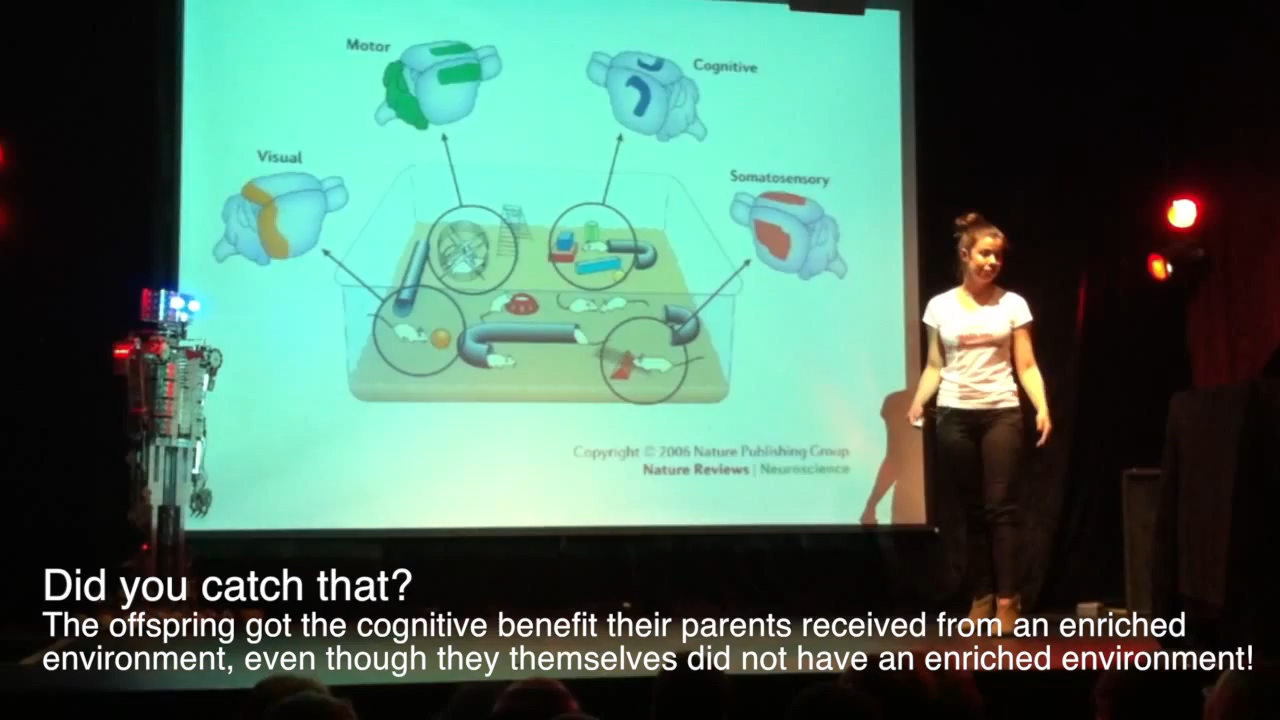 Motor
Cognitive
Visual
Somatosensory
Copyright © 2006 Nature Publishing Group
Nature Reviews | Neuroscience
Did you catch that?
The offspring got the cognitive benefit their parents received from an enriched
environment, even though they themselves did not have an enriched environment!